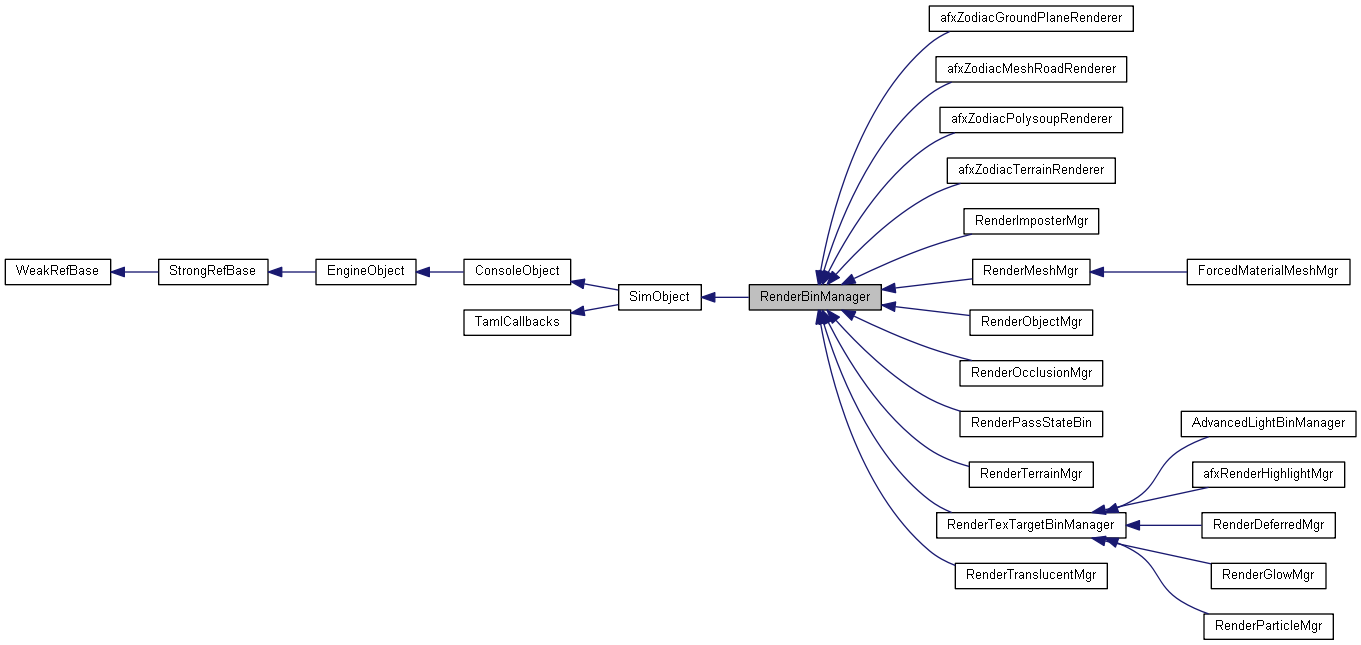 afxZodiacGroundPlaneRenderer
afxZodiacMeshRoadRenderer
afxZodiacPolysoupRenderer
afxZodiacTerrainRenderer
RenderImposterMgr
WeakRefBase
StrongRefBase
EngineObject
ConsoleObject
RenderMeshMgr
ForcedMaterialMeshMgr
SimObject
RenderBinManager
TamlCallbacks
RenderObjectMgr
RenderOcclusionMgr
RenderPassStateBin
AdvancedLightBinManager
RenderTerrainMgr
afxRenderHighlightMgr
RenderTexTargetBinManager
RenderDeferredMgr
RenderTranslucentMgr
RenderGlowMgr
RenderParticleMgr